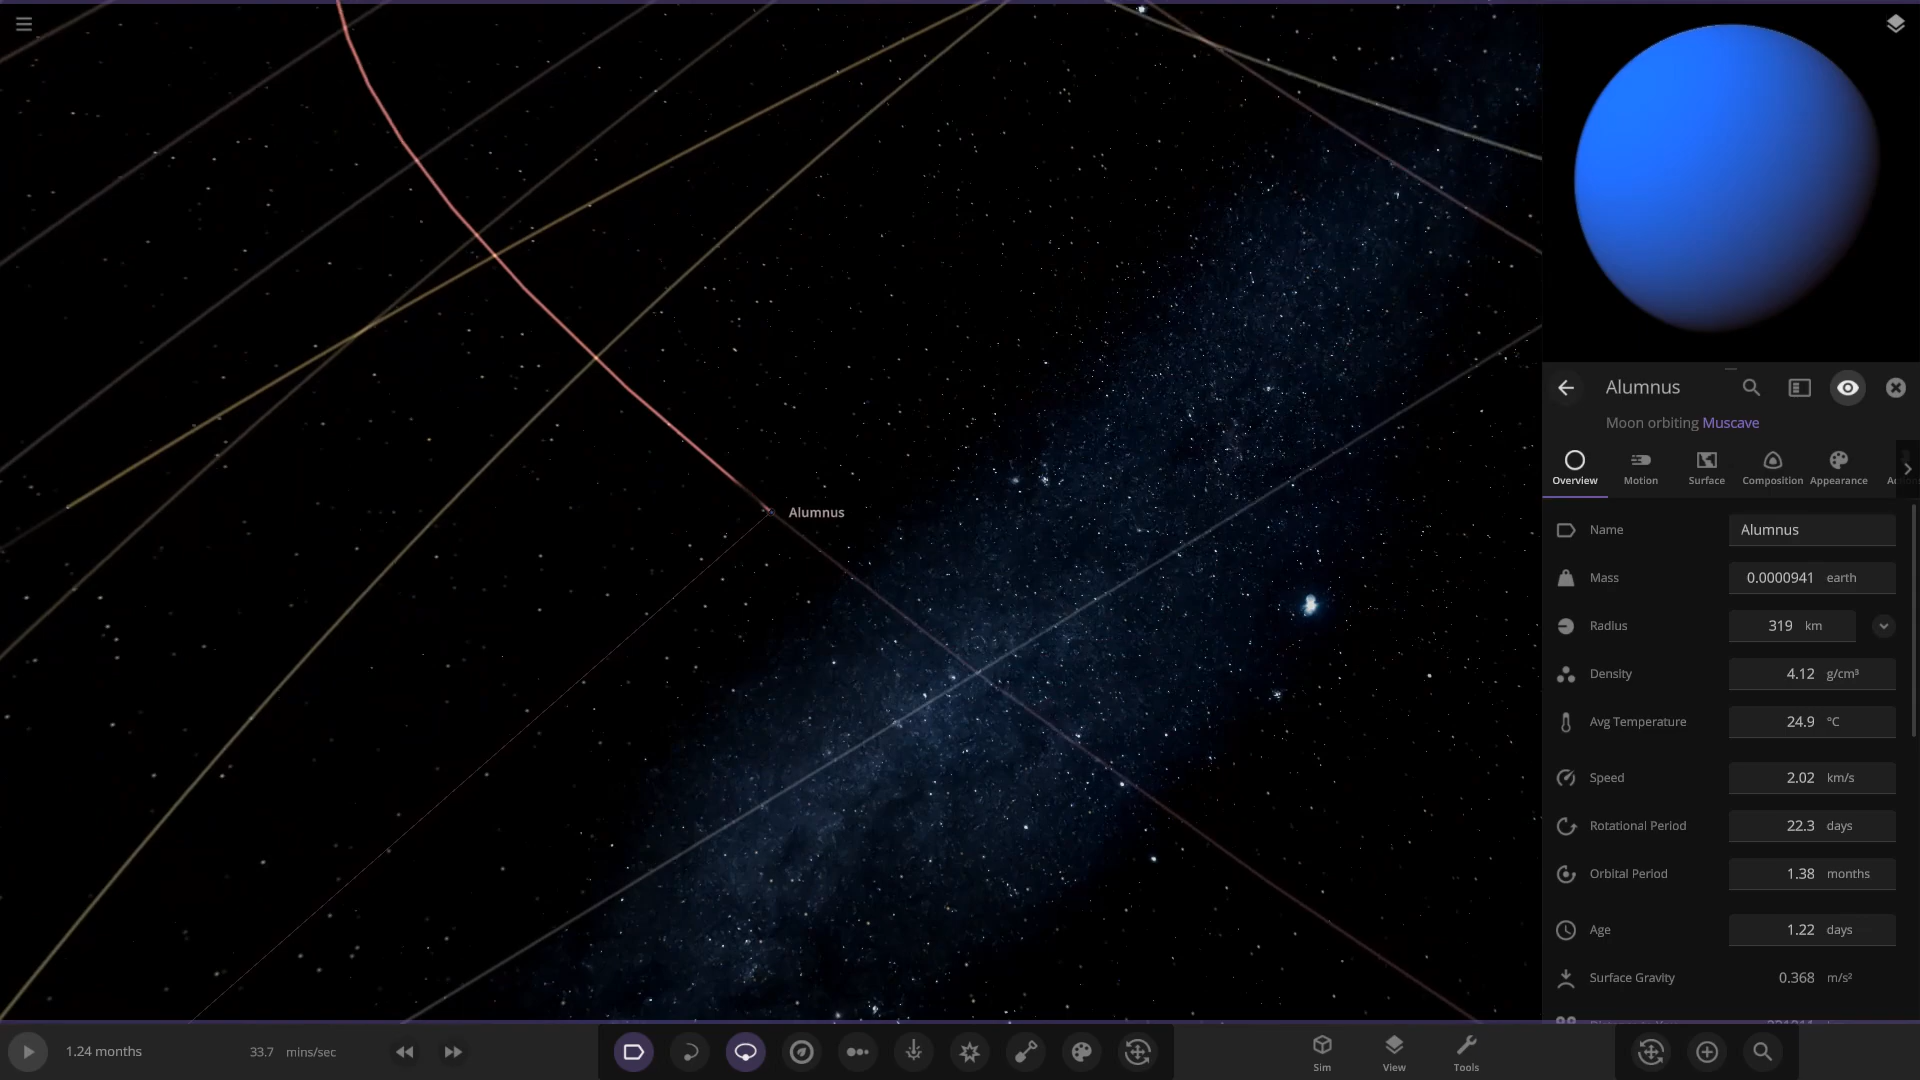 Alumnus
Alumnus
Moon orbiting Muscave
Overview
Motion
Surface
Composition
Appearance
Name
Alumnus
Mass
0.0000941 earth
Radius
319 km
Density
4.12 g/cm³
Avg Temperature
24.9 °C
Speed
2.02 km/s
Rotational Period
22.3 days
Orbital Period
1.38 months
Age
1.22 days
Surface Gravity
0.368 m/s²
1.24 months
33.7 mins/sec
Sim
View
Tools